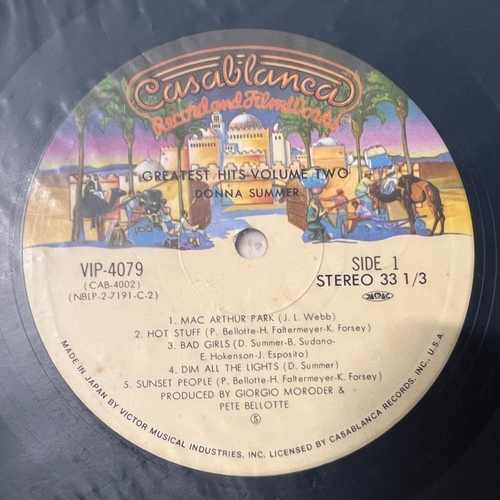 Casablanca
Record and FilmWorks
GREATEST HITS-VOLUME TWO
DONNA SUMMER
VIP-4079
(CAB-4002)
(NBLP-2-7191-C-2)
SIDE 1
STEREO 33 1/3
1. MAC ARTHUR PARK (J. L. Webb)
2. HOT STUFF (P. Bellotte-H. Faltermeyer-K. Forsey)
3. BAD GIRLS (D. Summer-B. Sudano-
E. Hokenson-J. Esposito)
4. DIM ALL THE LIGHTS (D. Summer)
5. SUNSET PEOPLE (P. Bellotte-H. Faltermeyer-K. Forsey)
PRODUCED BY GIORGIO MORODER &
PETE BELLOTTE
Ⓢ
MADE IN JAPAN BY VICTOR MUSICAL INDUSTRIES, INC. LICENSED BY CASABLANCA RECORDS, INC., U.S.A.